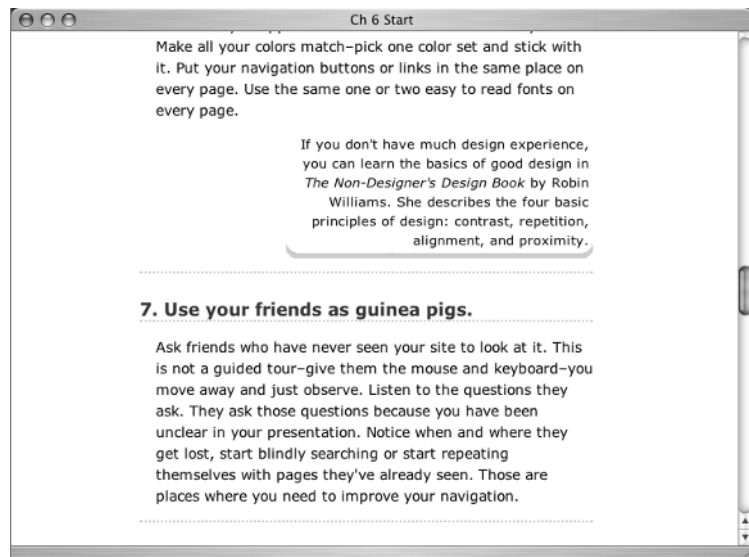 Ch 6 Start
Make all your colors match–pick one color set and stick with
it. Put your navigation buttons or links in the same place on
every page. Use the same one or two easy to read fonts on
every page.
If you don't have much design experience,
you can learn the basics of good design in
The Non-Designer's Design Book by Robin
Williams. She describes the four basic
principles of design: contrast, repetition,
alignment, and proximity.
7. Use your friends as guinea pigs.
Ask friends who have never seen your site to look at it. This
is not a guided tour–give them the mouse and keyboard–you
move away and just observe. Listen to the questions they
ask. They ask those questions because you have been
unclear in your presentation. Notice when and where they
get lost, start blindly searching or start repeating
themselves with pages they've already seen. Those are
places where you need to improve your navigation.